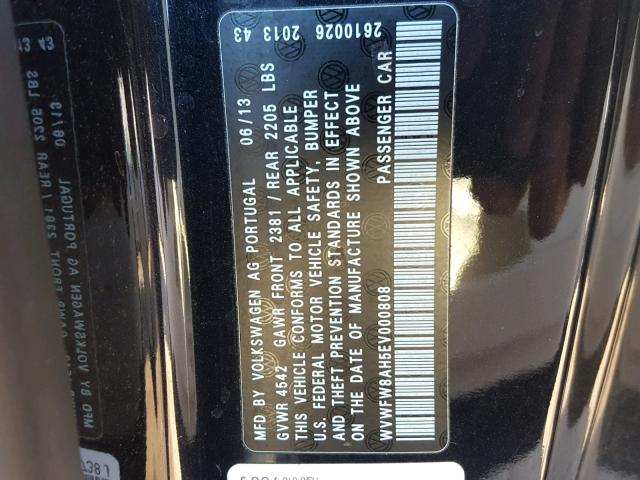 MFD BY VOLKSWAGEN AG PORTUGAL 06/13
GVWR 4542 GAWR FRONT 2381 / REAR 2205 LBS
THIS VEHICLE CONFORMS TO ALL APPLICABLE
U.S. FEDERAL MOTOR VEHICLE SAFETY, BUMPER
AND THEFT PREVENTION STANDARDS IN EFFECT
ON THE DATE OF MANUFACTURE SHOWN ABOVE
WVWFW8AH5EV000808 PASSENGER CAR
2610026 2013 43